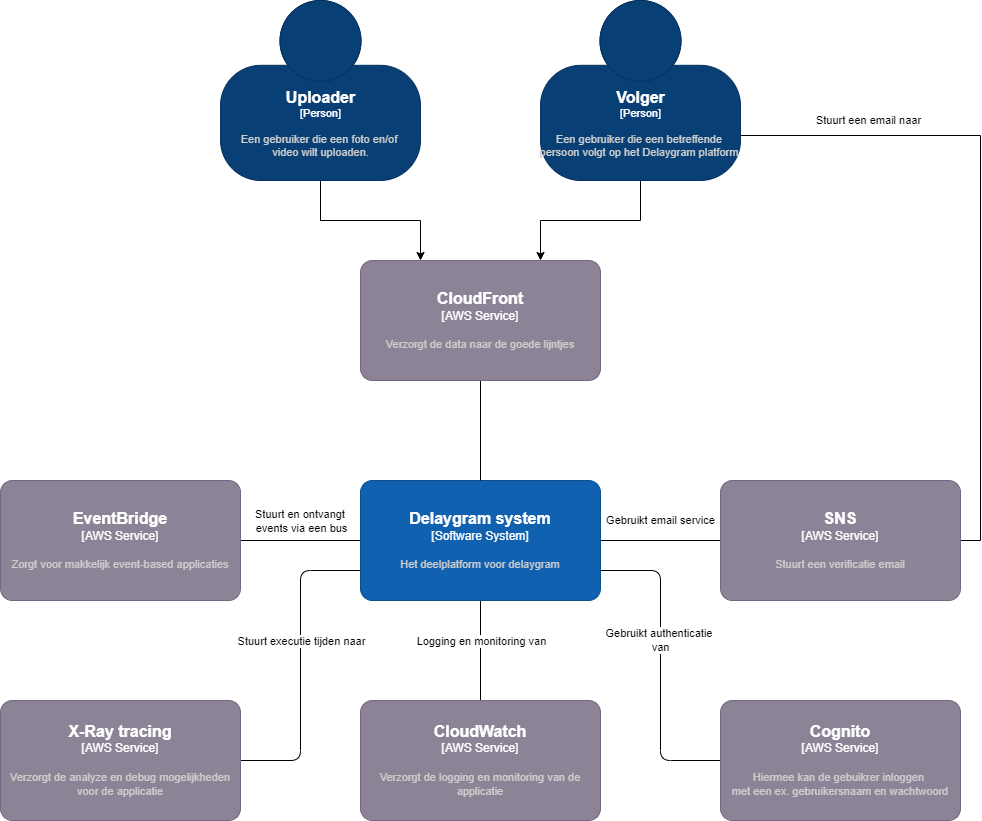 Uploader
[Person]
Een gebruiker die een foto en/of
video wilt uploaden.
Volger
[Person]
Een gebruiker die een betreffende
persoon volgt op het Delaygram platform
Stuurt een email naar
CloudFront
[AWS Service]
Verzorgt de data naar de goede lijntjes
EventBridge
[AWS Service]
Zorgt voor makkelijk event-based applicaties
Stuurt en ontvangt
events via een bus
Delaygram system
[Software System]
Het deelplatform voor delaygram
Gebruikt email service
SNS
[AWS Service]
Stuurt een verificatie email
Stuurt executie tijden naar
Logging en monitoring van
Gebruikt authenticatie
van
X-Ray tracing
[AWS Service]
Verzorgt de analyze en debug mogelijkheden
voor de applicatie
CloudWatch
[AWS Service]
Verzorgt de logging en monitoring van de
applicatie
Cognito
[AWS Service]
Hiermee kan de gebuikrer inloggen
met een ex. gebruikersnaam en wachtwoord